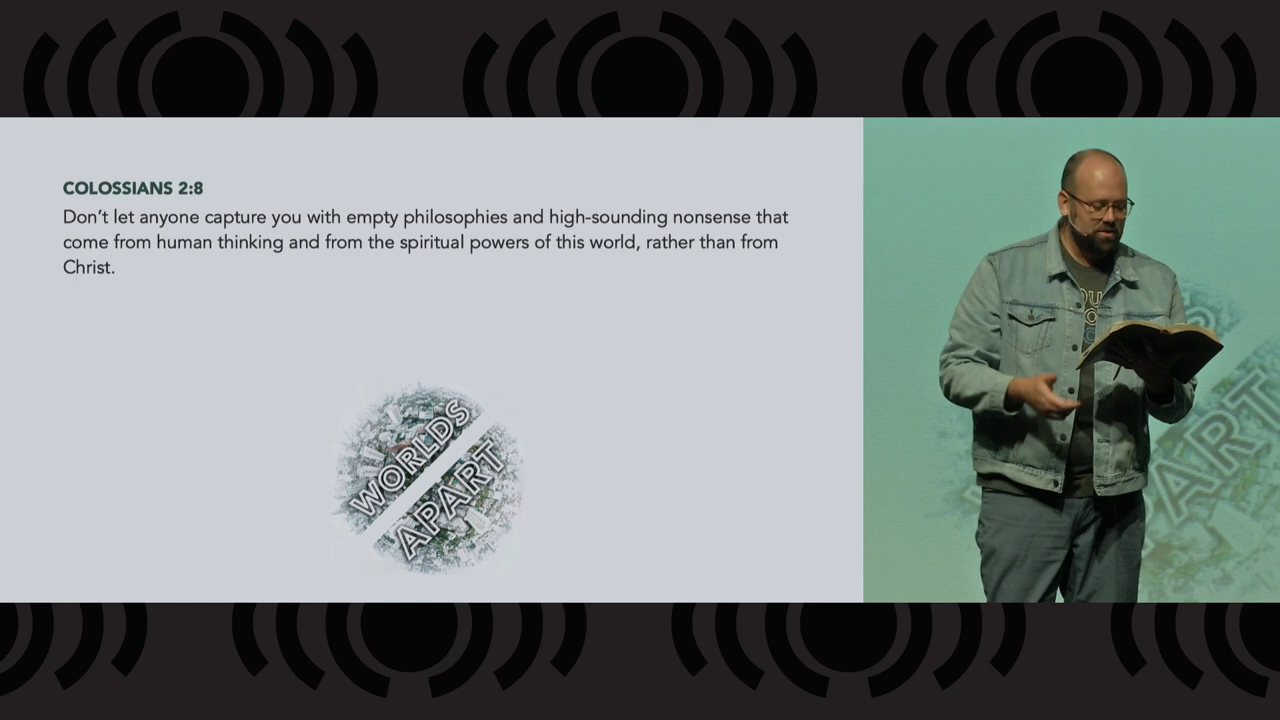 COLOSSIANS 2:8
Don't let anyone capture you with empty philosophies and high-sounding nonsense that
come from human thinking and from the spiritual powers of this world, rather than from
Christ.
WORLDS
APART
APART